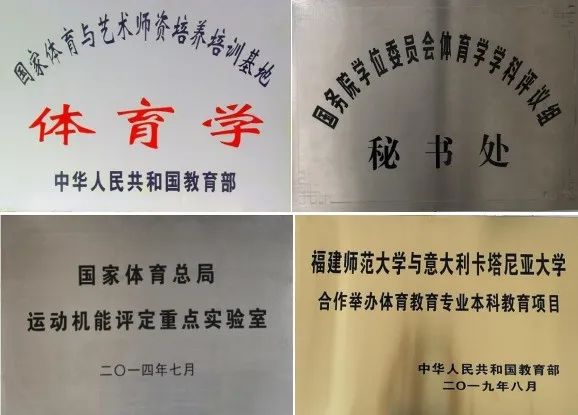 国家体育与艺术师资培养培训基地
体育学
中华人民共和国教育部
国务院学位委员会体育学学科评议组
秘书处
国家体育总局
运动机能评定重点实验室
二〇一四年七月
福建师范大学与意大利卡塔尼亚大学
合作举办体育教育专业本科教育项目
中华人民共和国教育部
二〇一九年八月